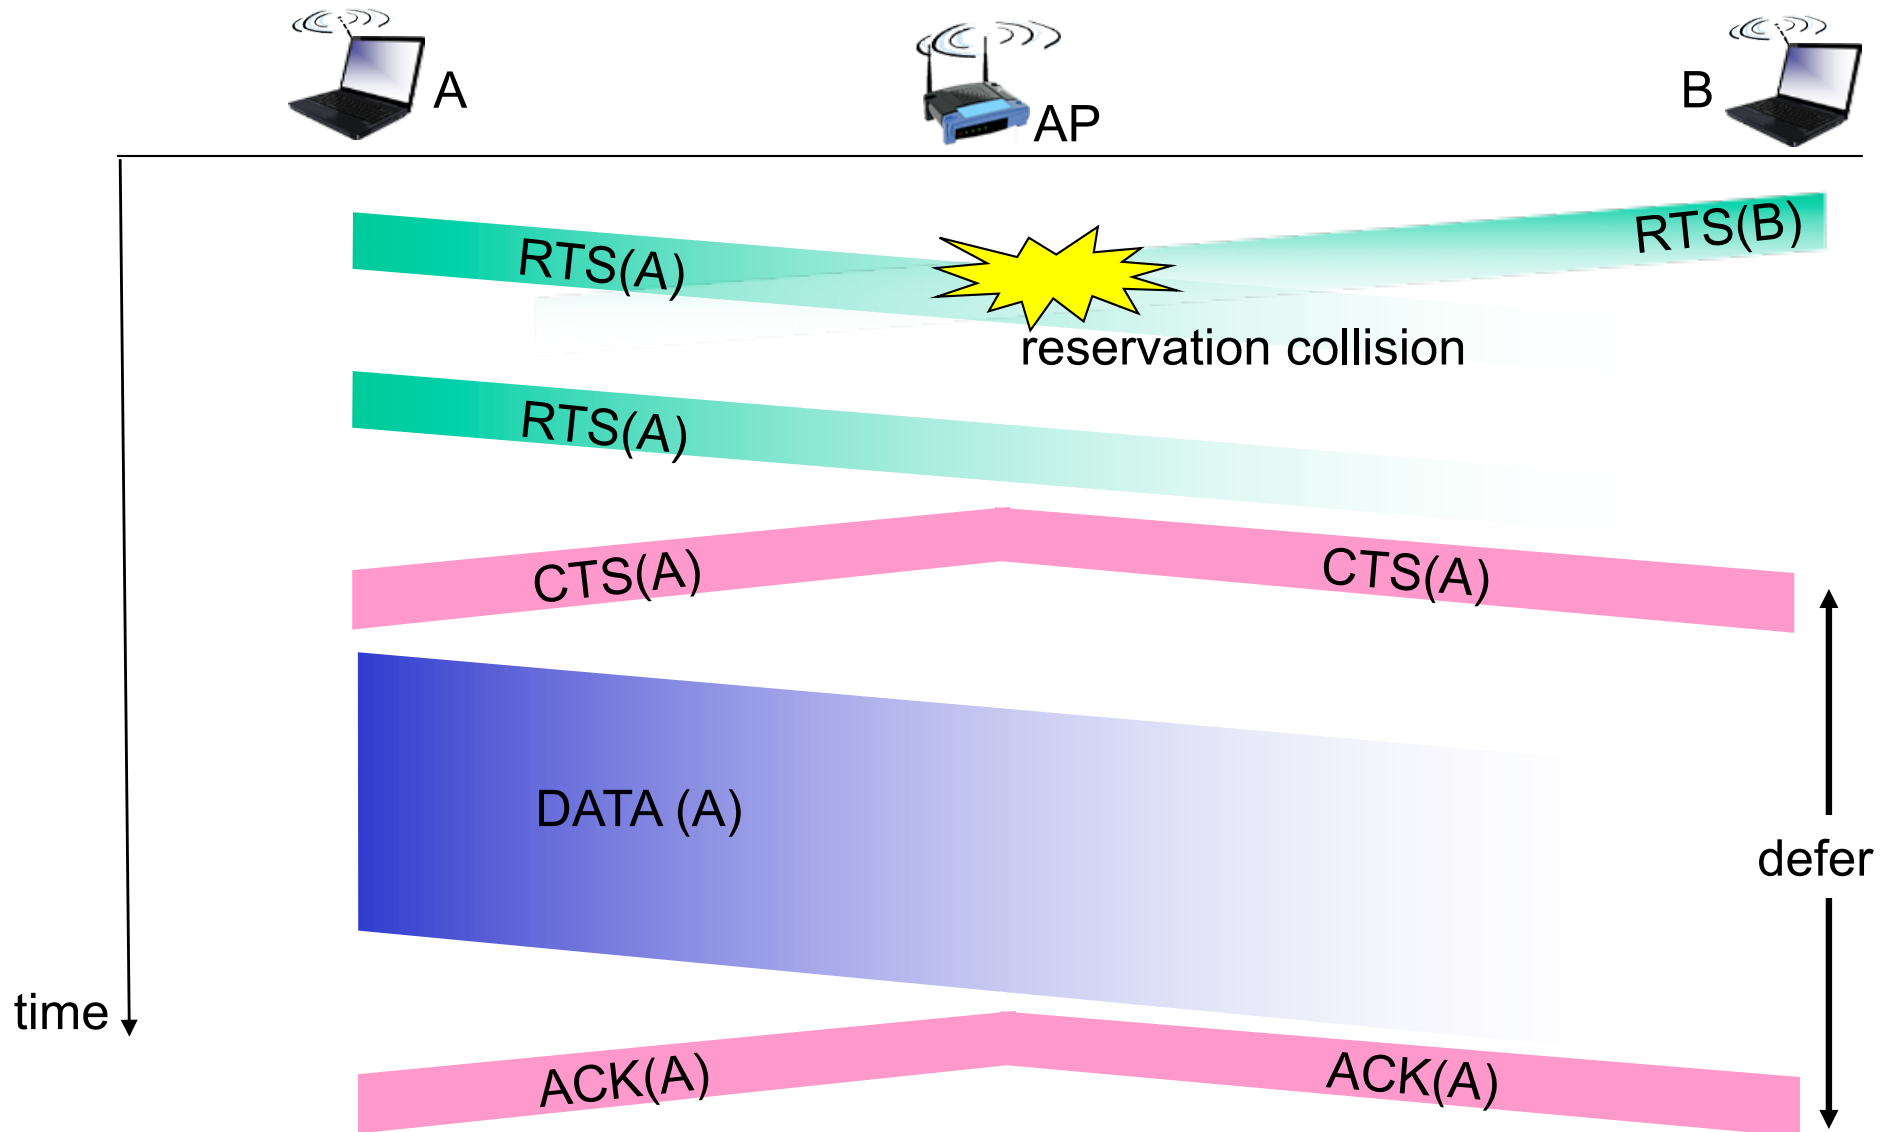 A
AP
B
RTS(A)
RTS(B)
reservation collision
RTS(A)
CTS(A)
CTS(A)
DATA (A)
defer
time
ACK(A)
ACK(A)